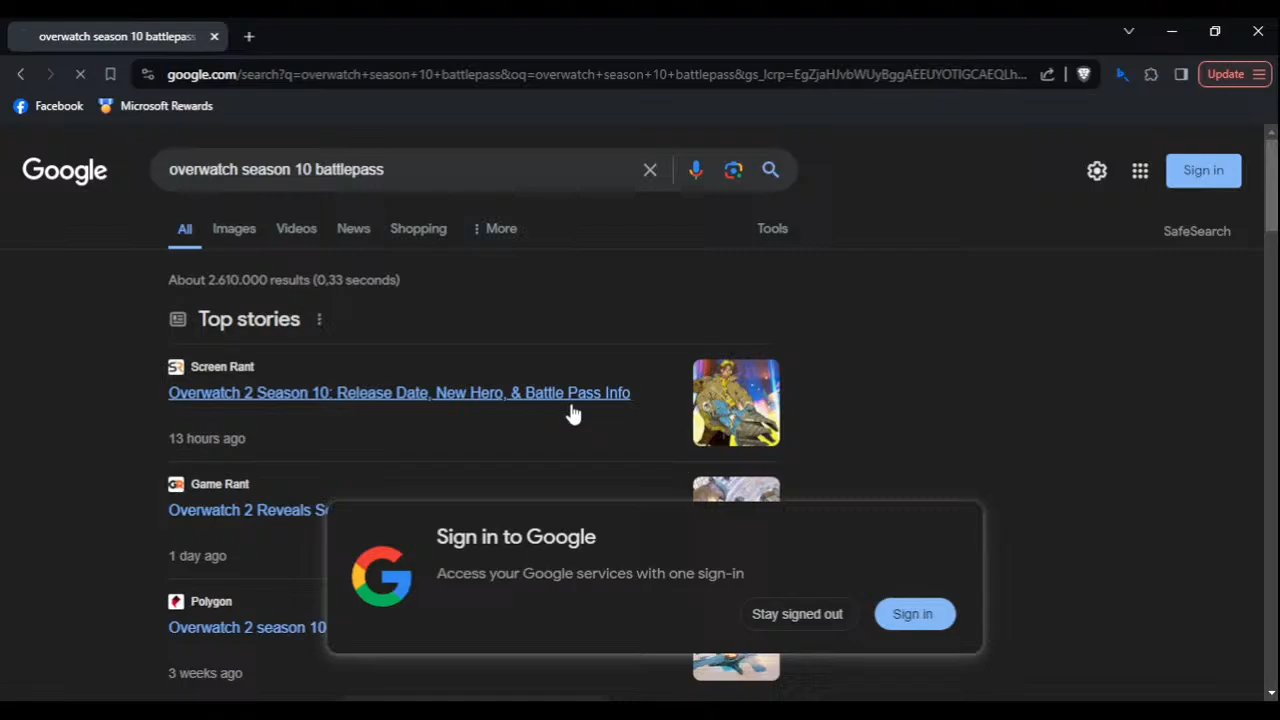 overwatch season 10 battlepass
google.com/search?q=overwatch+season+10+battlepass&oq=overwatch+season+10+battlepass&gs_lcrp=EgZjaHJvbWUyBggAEEUYOTIGCAEQLh...
Update
Facebook
Microsoft Rewards
Google
overwatch season 10 battlepass
Sign in
All
Images
Videos
News
Shopping
More
Tools
SafeSearch
About 2.610.000 results (0,33 seconds)
Top stories
Screen Rant
Overwatch 2 Season 10: Release Date, New Hero, & Battle Pass Info
13 hours ago
Game Rant
Overwatch 2 Reveals
1 day ago
Polygon
Overwatch 2 season 10
3 weeks ago
Sign in to Google
Access your Google services with one sign-in
Stay signed out
Sign in